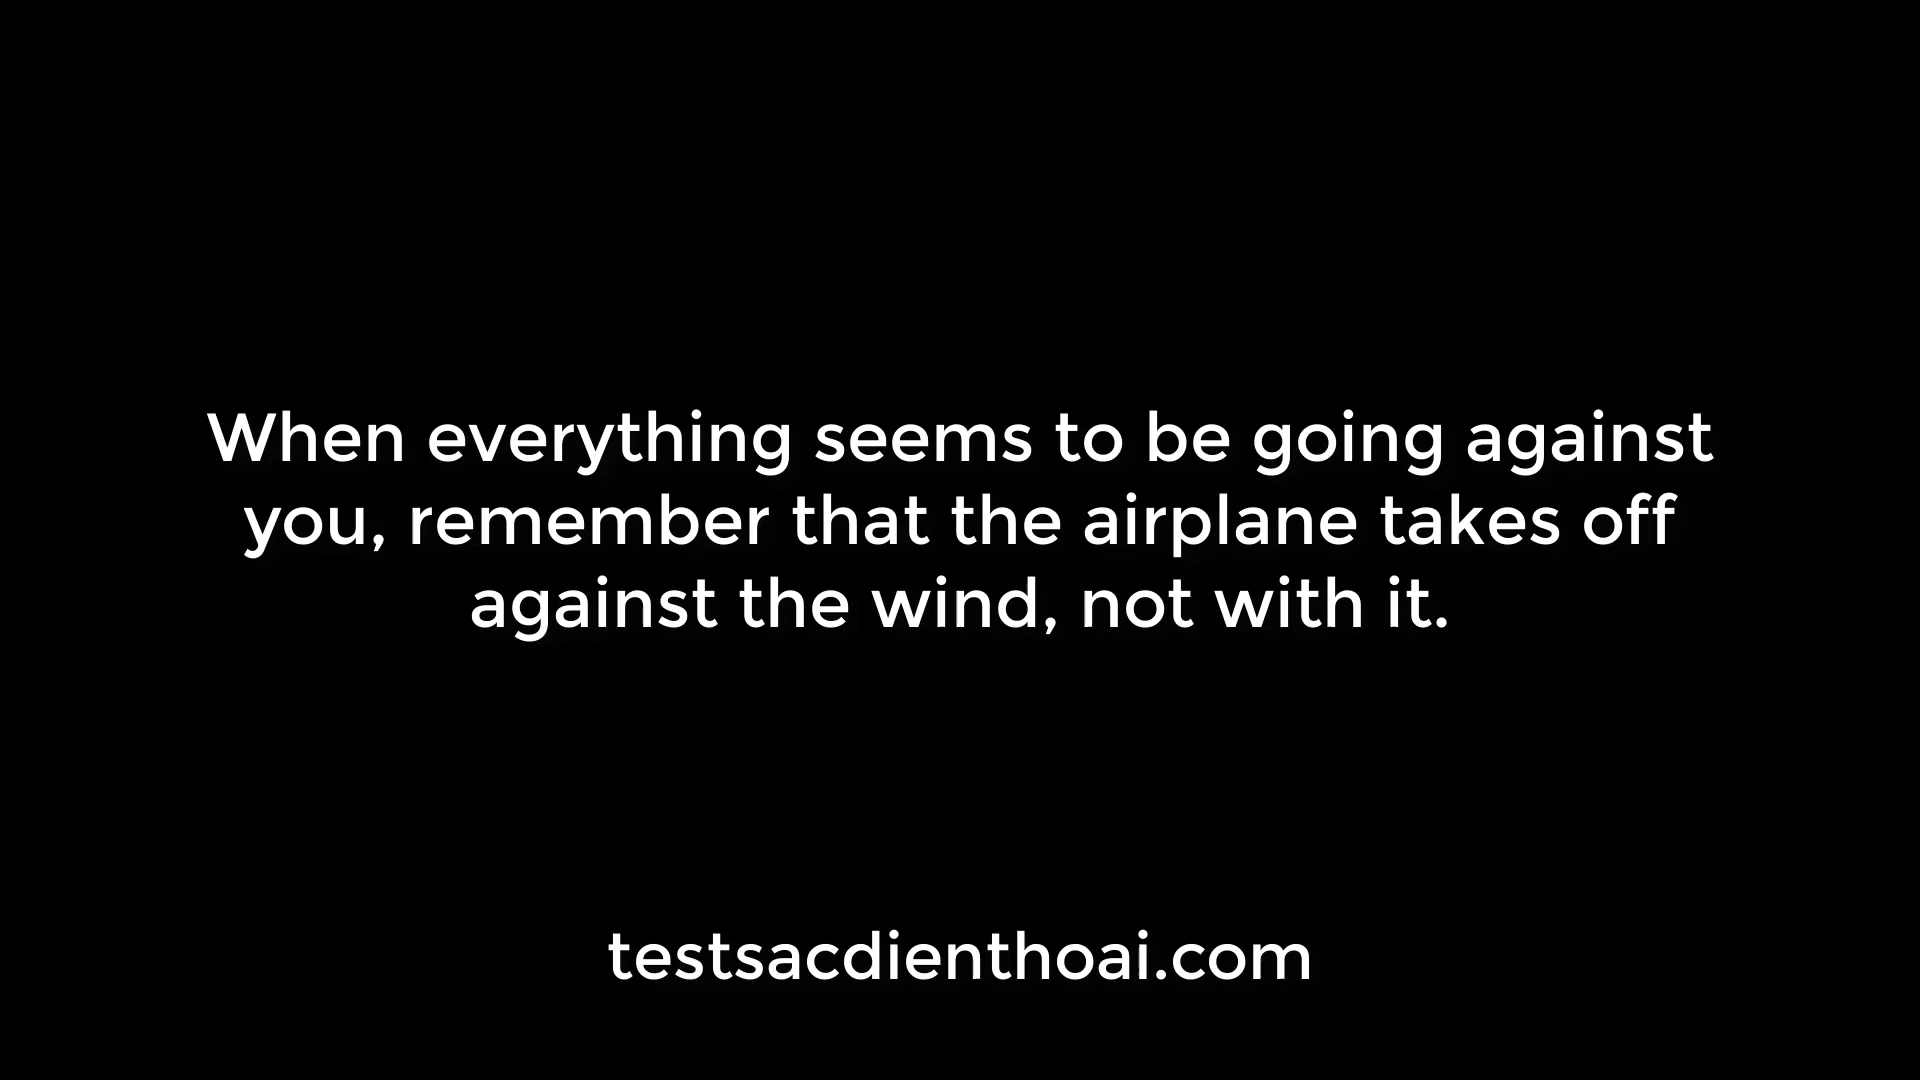 When everything seems to be going against
you, remember that the airplane takes off
against the wind, not with it.
testsacdienthoai.com